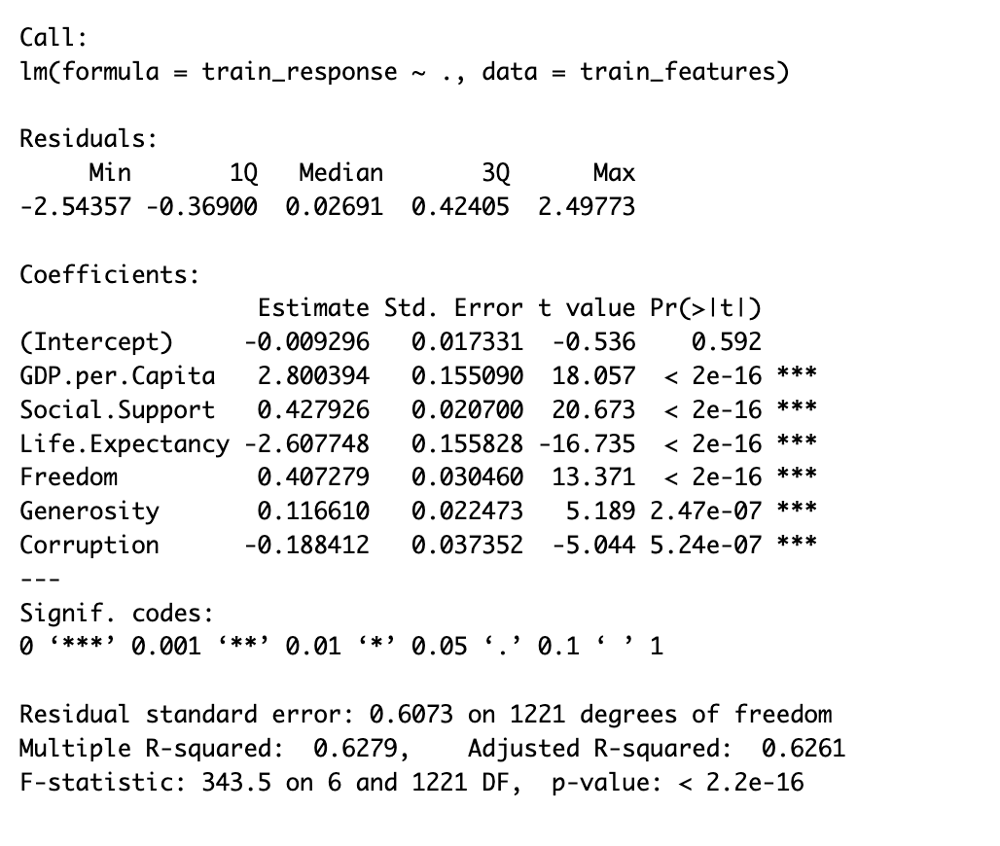 Call:
lm(formula = train_response ~ ., data = train_features)
Residuals:
     Min       1Q   Median       3Q      Max
-2.54357 -0.36900  0.02691  0.42405  2.49773
Coefficients:
                 Estimate Std. Error t value Pr(>|t|)
(Intercept)     -0.009296   0.017331  -0.536    0.592
GDP.per.Capita   2.800394   0.155090  18.057  < 2e-16 ***
Social.Support   0.427926   0.020700  20.673  < 2e-16 ***
Life.Expectancy -2.607748   0.155828 -16.735  < 2e-16 ***
Freedom          0.407279   0.030460  13.371  < 2e-16 ***
Generosity       0.116610   0.022473   5.189 2.47e-07 ***
Corruption      -0.188412   0.037352  -5.044 5.24e-07 ***
---
Signif. codes:
0 ‘***’ 0.001 ‘**’ 0.01 ‘*’ 0.05 ‘.’ 0.1 ‘ ’ 1
Residual standard error: 0.6073 on 1221 degrees of freedom
Multiple R-squared:  0.6279,    Adjusted R-squared:  0.6261
F-statistic: 343.5 on 6 and 1221 DF,  p-value: < 2.2e-16